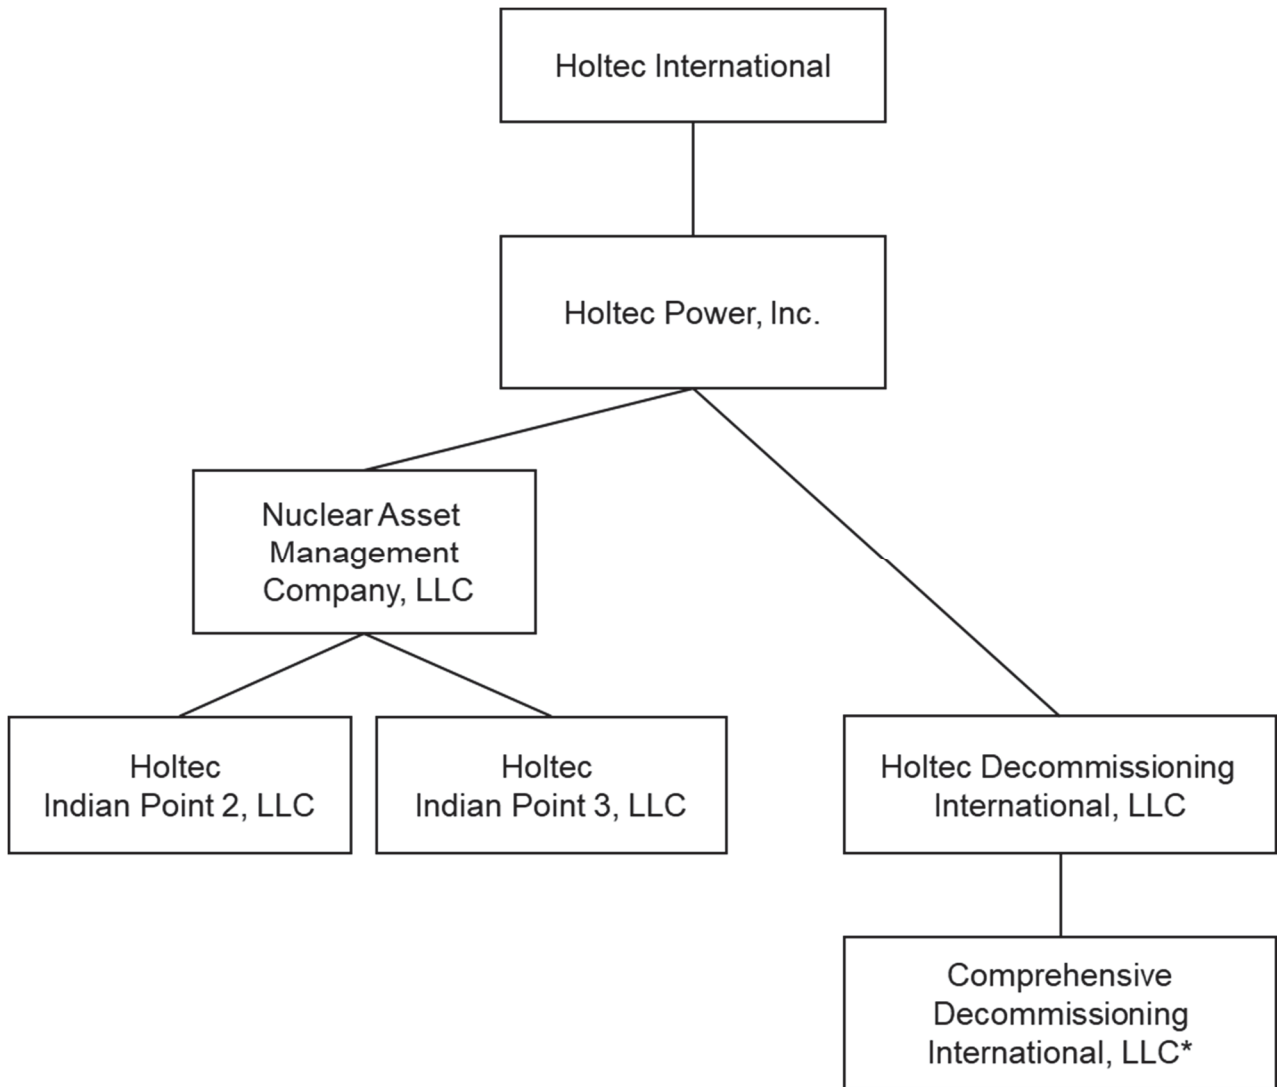 Holtec International
Holtec Power, Inc.
Nuclear Asset
Management
Company, LLC
Holtec
Indian Point 2, LLC
Holtec
Indian Point 3, LLC
Holtec Decommissioning
International, LLC
Comprehensive
Decommissioning
International, LLC*